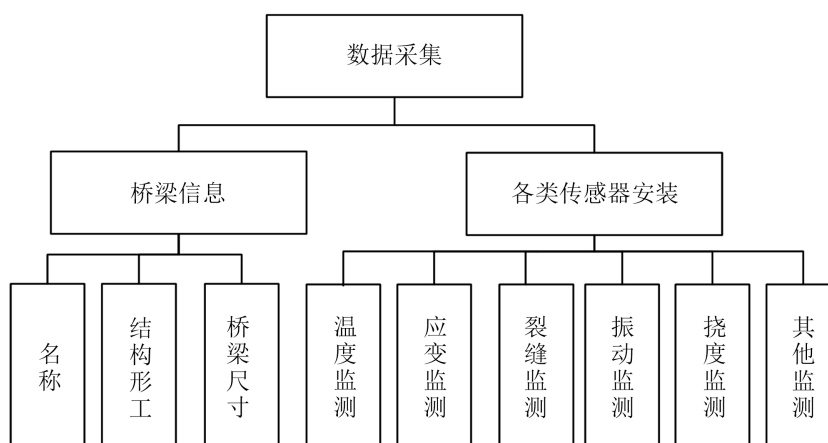 数据采集
桥梁信息
各类传感器安装
名称
结构形工
桥梁尺寸
温度监测
应变监测
裂缝监测
振动监测
挠度监测
其他监测